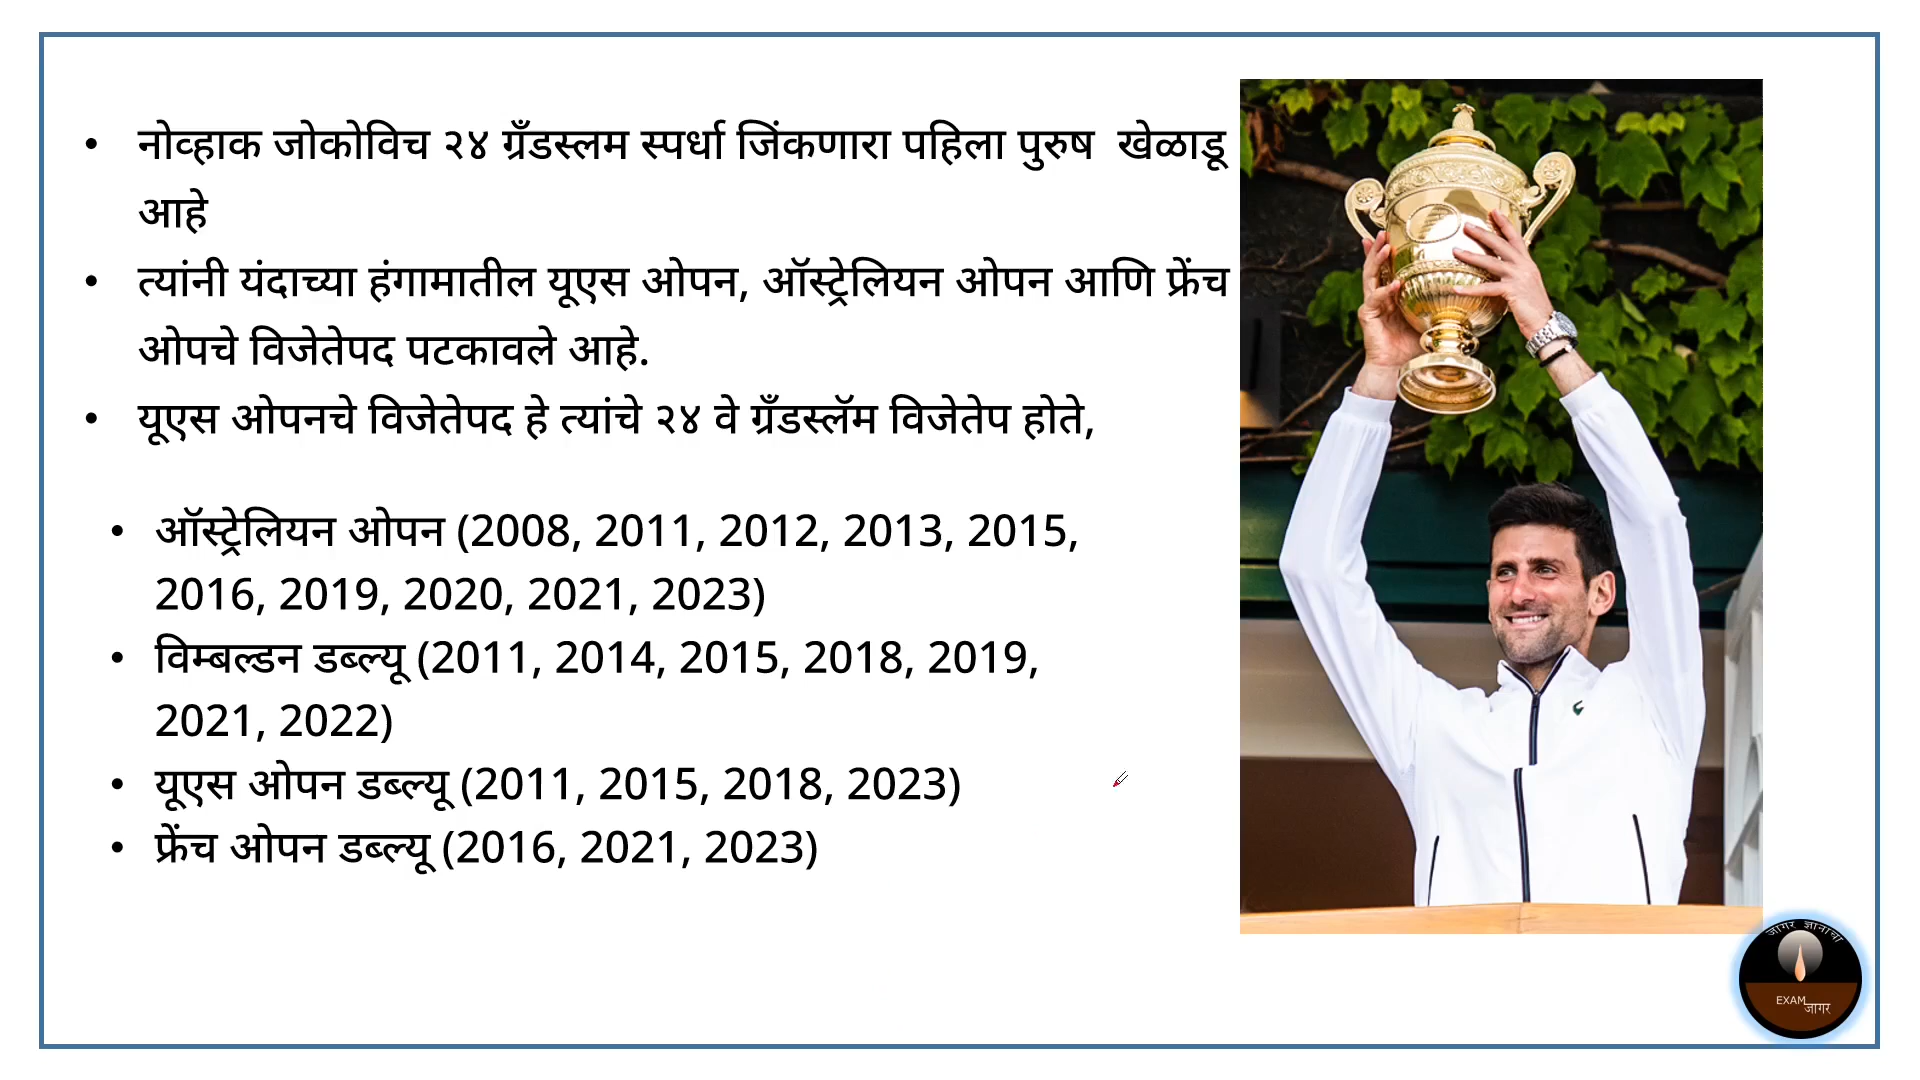 • नोव्हाक जोकोविच २४ ग्रँडस्लम स्पर्धा जिंकणारा पहिला पुरुष खेळाडू
आहे
• त्यांनी यंदाच्या हंगामातील यूएस ओपन, ऑस्ट्रेलियन ओपन आणि फ्रेंच
ओपचे विजेतेपद पटकावले आहे.
• यूएस ओपनचे विजेतेपद हे त्यांचे २४ वे ग्रँडस्लॅम विजेतेप होते,
• ऑस्ट्रेलियन ओपन (2008, 2011, 2012, 2013, 2015,
2016, 2019, 2020, 2021, 2023)
• विम्बल्डन डब्ल्यू (2011, 2014, 2015, 2018, 2019,
2021, 2022)
• यूएस ओपन डब्ल्यू (2011, 2015, 2018, 2023)
• फ्रेंच ओपन डब्ल्यू (2016, 2021, 2023)
जागर ज्ञानाचा
EXAM
जागर